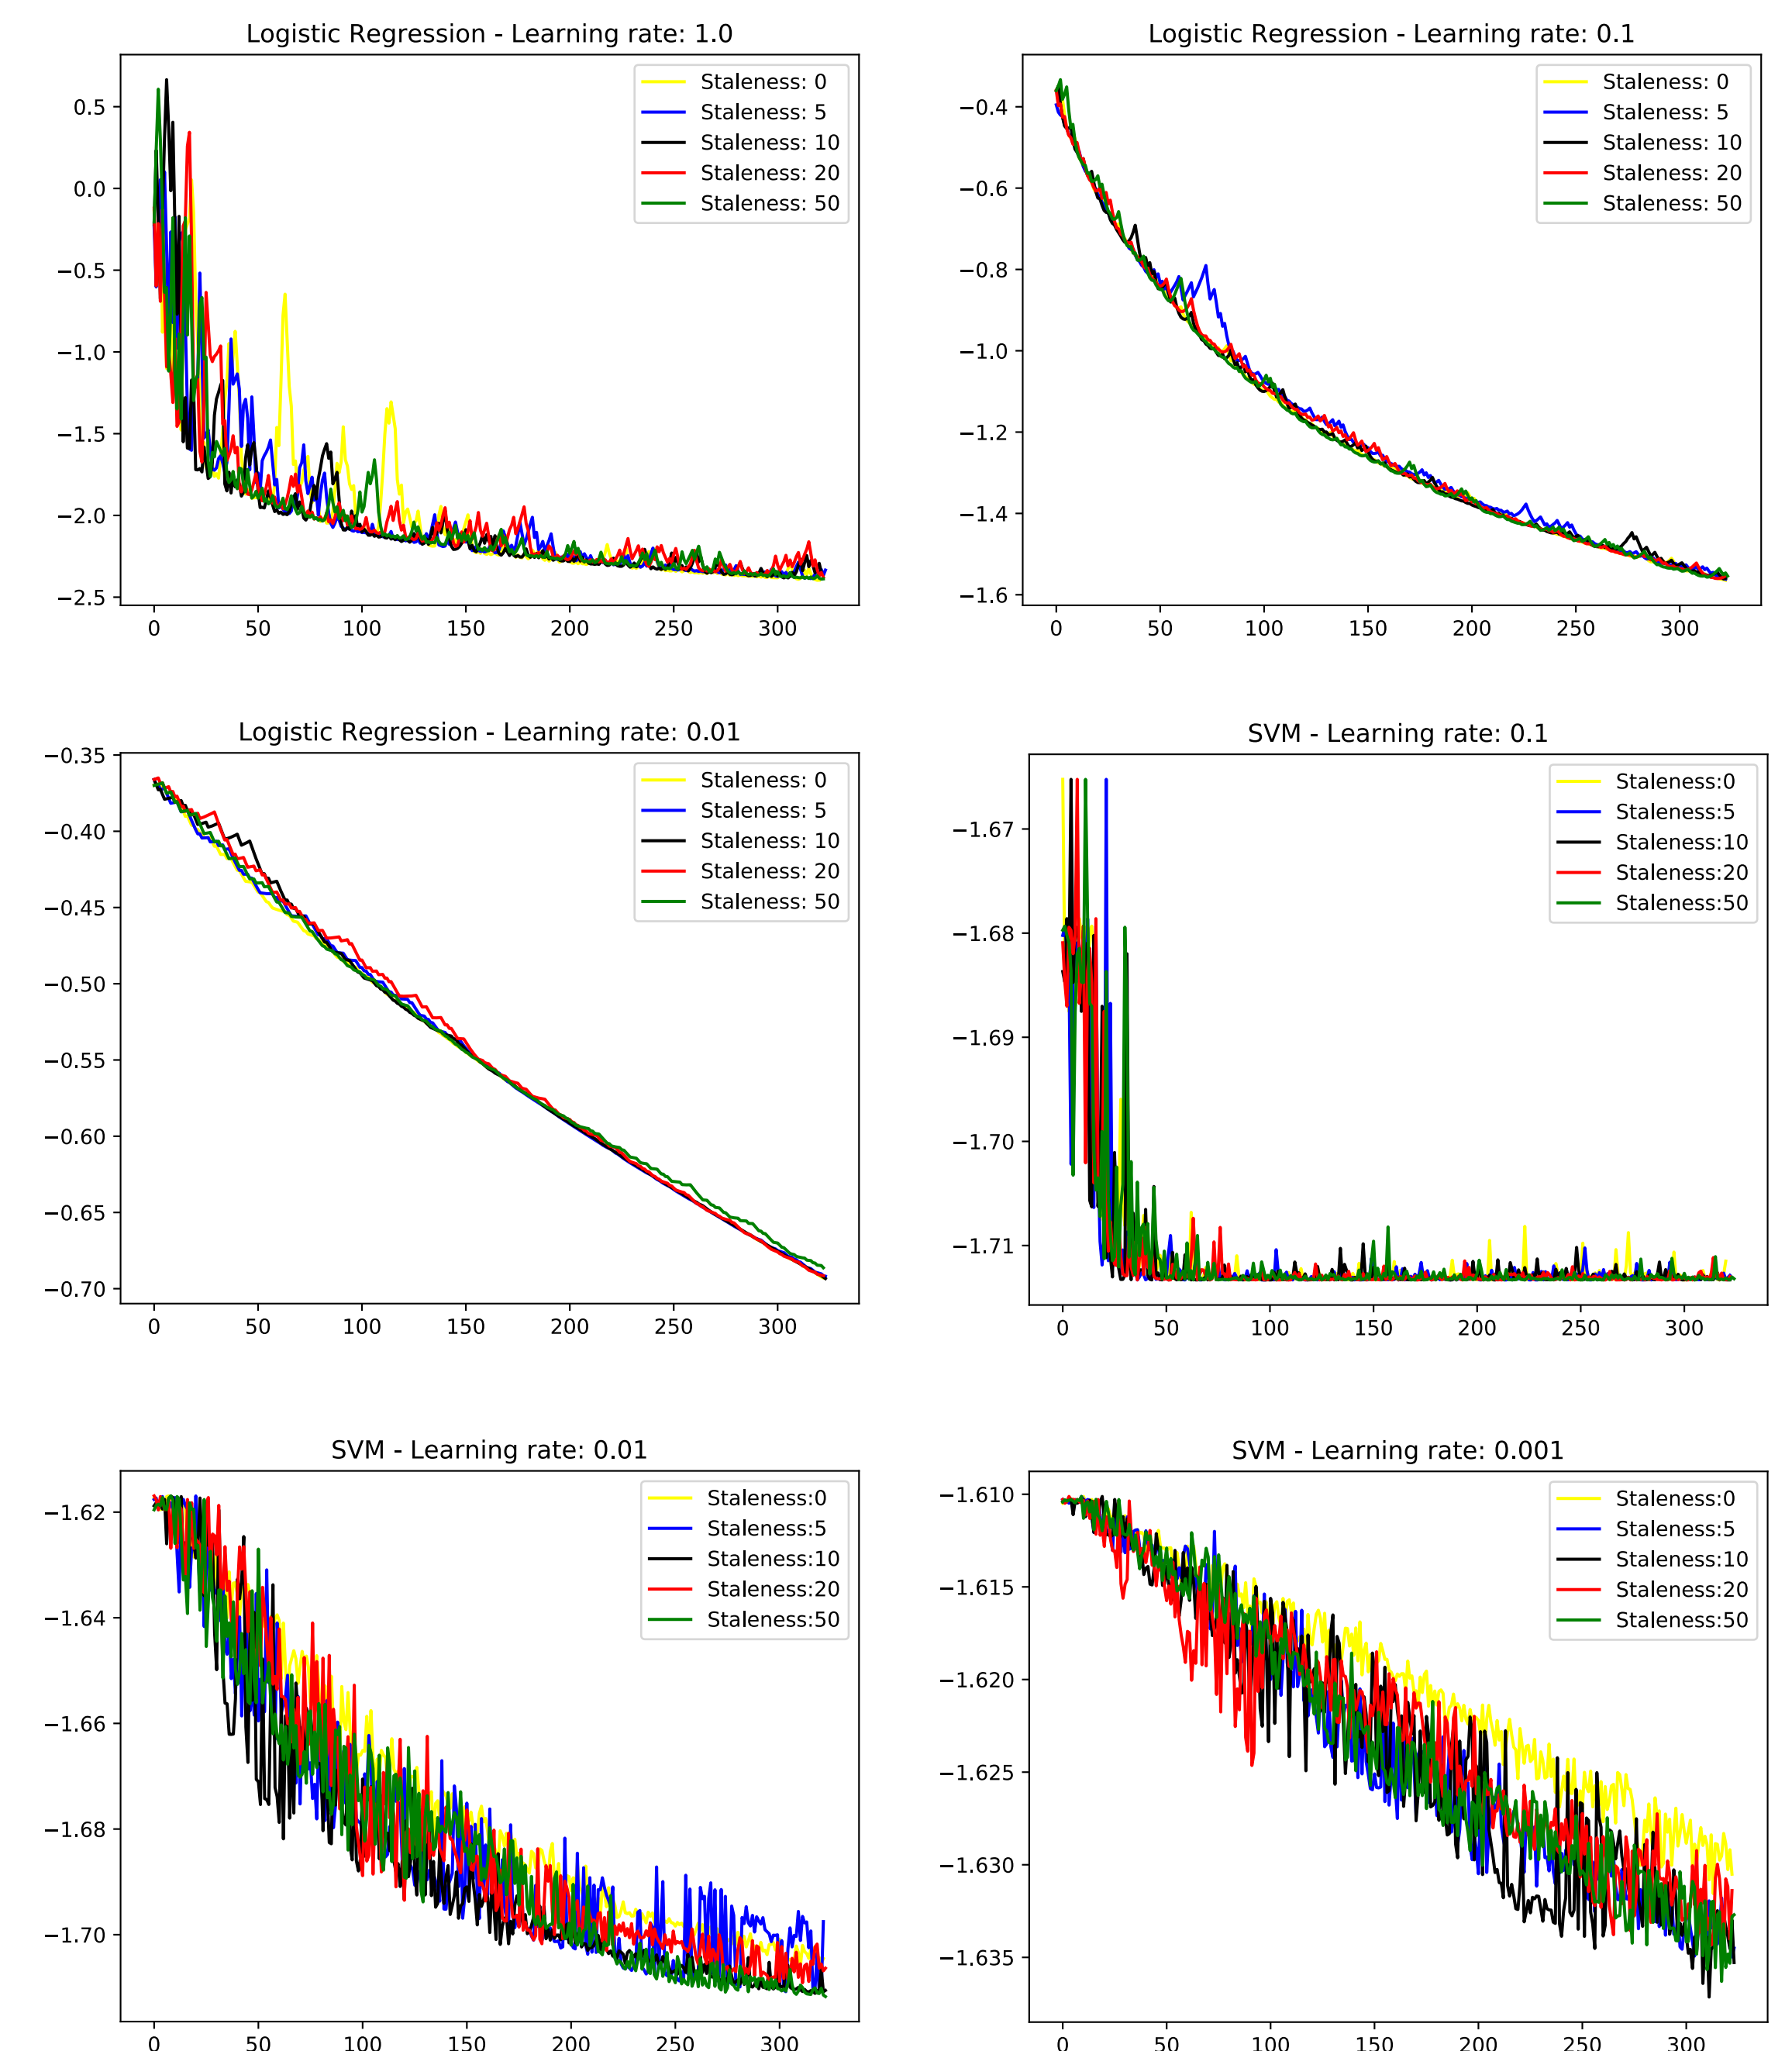 Logistic Regression - Learning rate: 1.0
0.5
0.0
−0.5
−1.0
−1.5
−2.0
−2.5
0 50 100 150 200 250 300
Staleness: 0
Staleness: 5
Staleness: 10
Staleness: 20
Staleness: 50
Logistic Regression - Learning rate: 0.1
−0.4
−0.6
−0.8
−1.0
−1.2
−1.4
−1.6
0 50 100 150 200 250 300
Staleness: 0
Staleness: 5
Staleness: 10
Staleness: 20
Staleness: 50
Logistic Regression - Learning rate: 0.01
−0.35
−0.40
−0.45
−0.50
−0.55
−0.60
−0.65
−0.70
0 50 100 150 200 250 300
Staleness: 0
Staleness: 5
Staleness: 10
Staleness: 20
Staleness: 50
SVM - Learning rate: 0.1
−1.67
−1.68
−1.69
−1.70
−1.71
0 50 100 150 200 250 300
Staleness:0
Staleness:5
Staleness:10
Staleness:20
Staleness:50
SVM - Learning rate: 0.01
−1.62
−1.64
−1.66
−1.68
−1.70
0 50 100 150 200 250 300
Staleness:0
Staleness:5
Staleness:10
Staleness:20
Staleness:50
SVM - Learning rate: 0.001
−1.610
−1.615
−1.620
−1.625
−1.630
−1.635
0 50 100 150 200 250 300
Staleness:0
Staleness:5
Staleness:10
Staleness:20
Staleness:50